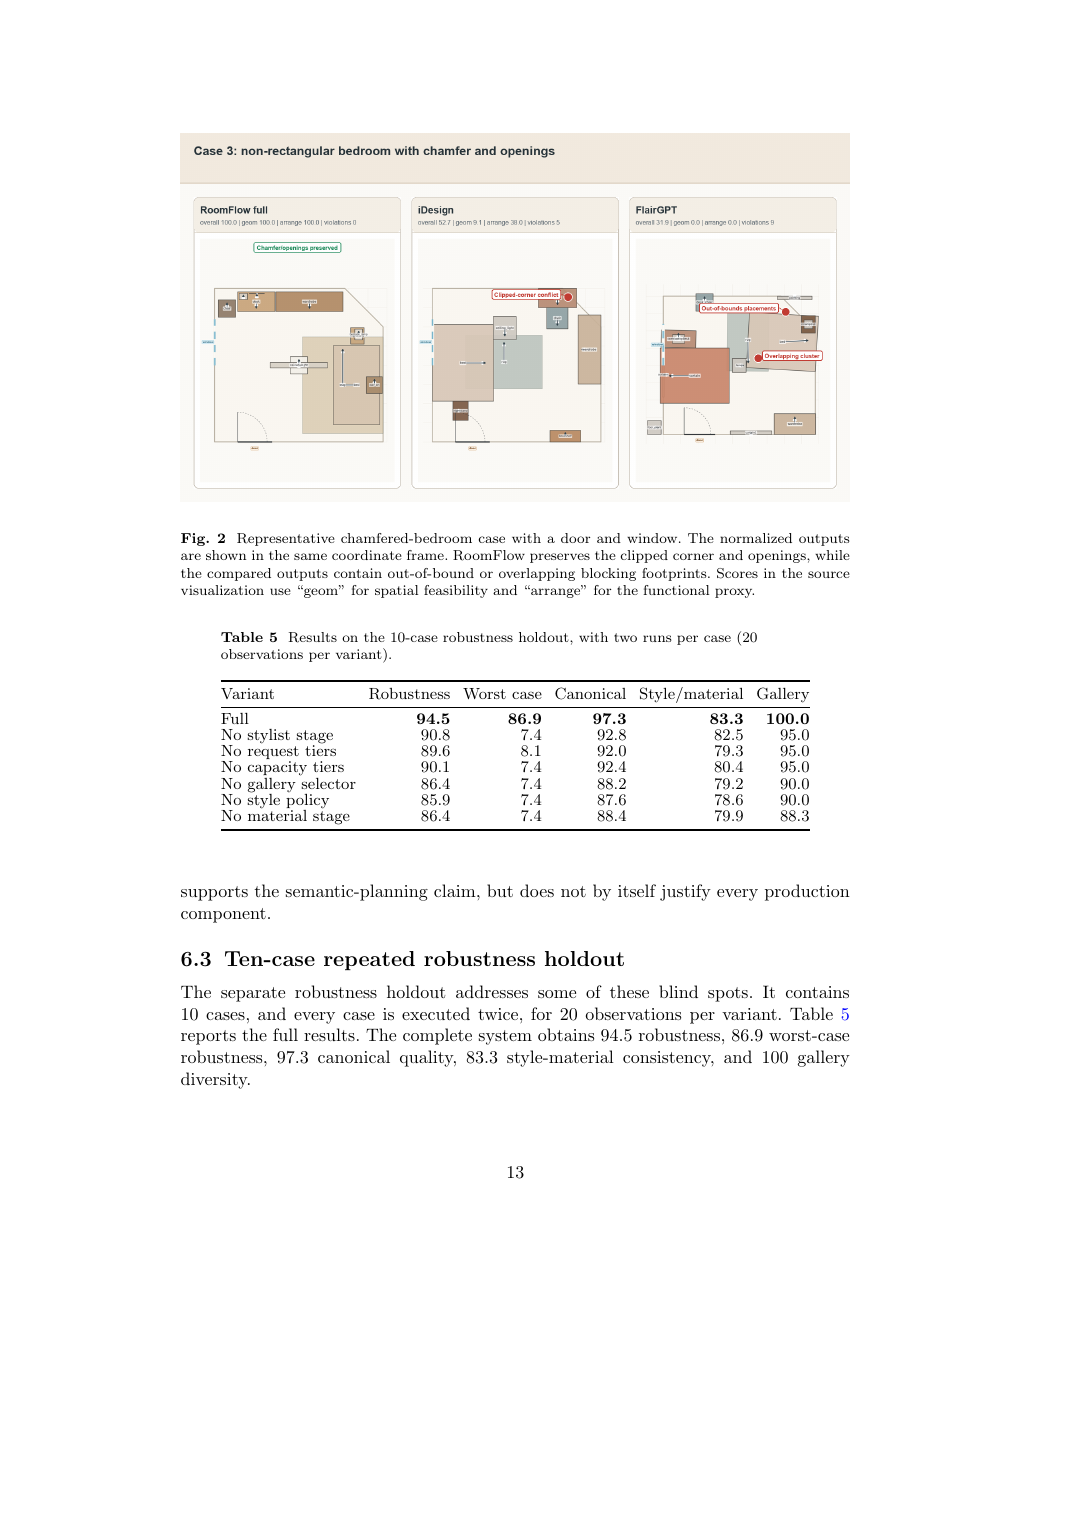 Case 3: non-rectangular bedroom with chamfer and openings
RoomFlow full
overall 100.0 | geom 100.0 | arrange 100.0 | violations 0
Chamfer/openings preserved
iDesign
overall 52.7 | geom 9.1 | arrange 38.0 | violations 5
Clipped-corner conflict
FlairGPT
overall 31.9 | geom 0.0 | arrange 0.0 | violations 9
Out-of-bounds placements
Overlapping cluster
Fig. 2 Representative chamfered-bedroom case with a door and window. The normalized outputs
are shown in the same coordinate frame. RoomFlow preserves the clipped corner and openings, while
the compared outputs contain out-of-bound or overlapping blocking footprints. Scores in the source
visualization use “geom” for spatial feasibility and “arrange” for the functional proxy.
Table 5 Results on the 10-case robustness holdout, with two runs per case (20
observations per variant).
Variant Robustness Worst case Canonical Style/material Gallery
Full 94.5 86.9 97.3 83.3 100.0
No stylist stage 90.8 7.4 92.8 82.5 95.0
No request tiers 89.6 8.1 92.0 79.3 95.0
No capacity tiers 90.1 7.4 92.4 80.4 95.0
No gallery selector 86.4 7.4 88.2 79.2 90.0
No style policy 85.9 7.4 87.6 78.6 90.0
No material stage 86.4 7.4 88.4 79.9 88.3
supports the semantic-planning claim, but does not by itself justify every production
component.
6.3 Ten-case repeated robustness holdout
The separate robustness holdout addresses some of these blind spots. It contains
10 cases, and every case is executed twice, for 20 observations per variant. Table 5
reports the full results. The complete system obtains 94.5 robustness, 86.9 worst-case
robustness, 97.3 canonical quality, 83.3 style-material consistency, and 100 gallery
diversity.
13